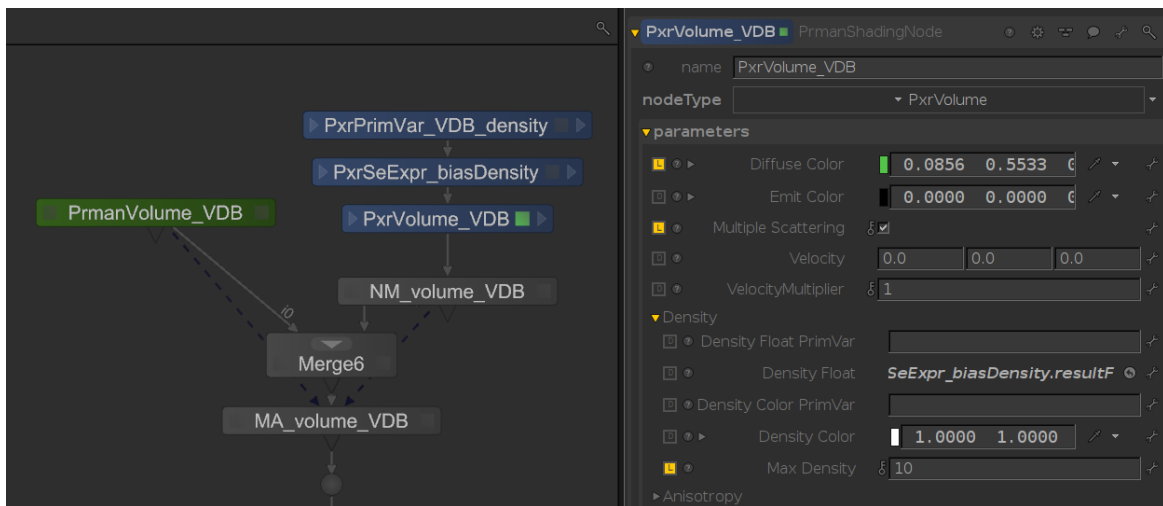 PxrPrimVar_VDB_density
PxrSeExpr_biasDensity
PrmanVolume_VDB
PxrVolume_VDB
NM_volume_VDB
i0
Merge6
MA_volume_VDB
PxrVolume_VDB PrmanShadingNode
name PxrVolume_VDB
nodeType PxrVolume
parameters
L Diffuse Color 0.0856 0.5533
D Emit Color 0.0000 0.0000
L Multiple Scattering
D Velocity 0.0 0.0 0.0
D VelocityMultiplier 1
Density
D Density Float PrimVar
D Density Float SeExpr_biasDensity.resultF
D Density Color PrimVar
D Density Color 1.0000 1.0000
L Max Density 10
Anisotropy